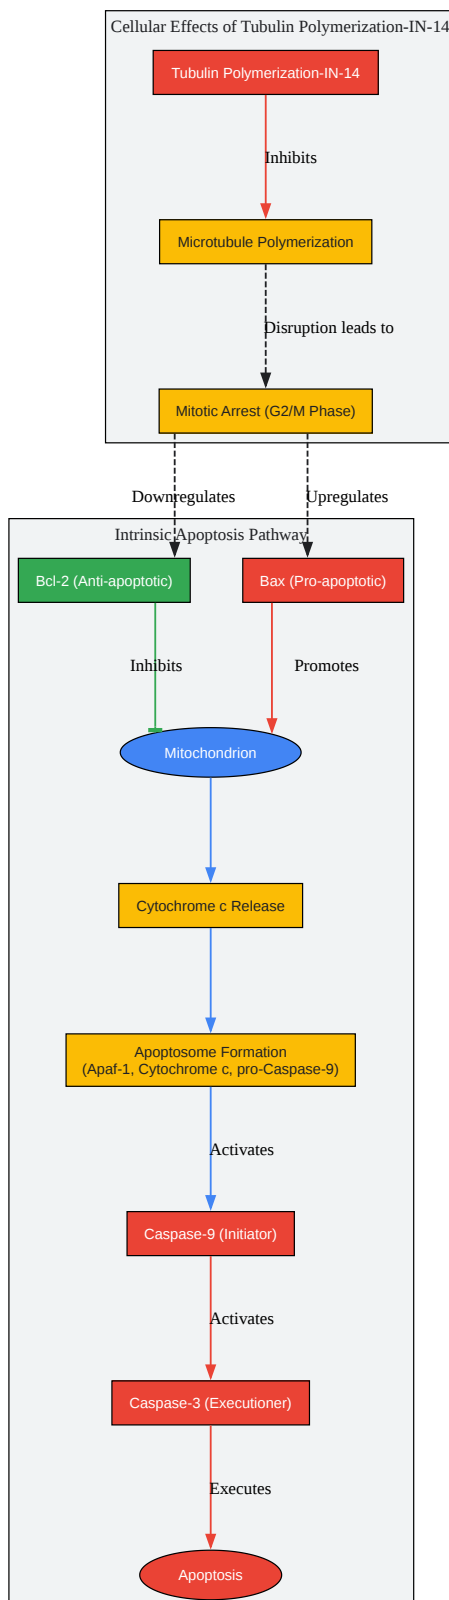 Cellular Effects of Tubulin Polymerization-IN-14
Tubulin Polymerization-IN-14
Inhibits
Microtubule Polymerization
Disruption leads to
Mitotic Arrest (G2/M Phase)
Downregulates
Upregulates
Intrinsic Apoptosis Pathway
Bcl-2 (Anti-apoptotic)
Bax (Pro-apoptotic)
Inhibits
Promotes
Mitochondrion
Cytochrome c Release
Apoptosome Formation
(Apaf-1, Cytochrome c, pro-Caspase-9)
Activates
Caspase-9 (Initiator)
Activates
Caspase-3 (Executioner)
Executes
Apoptosis